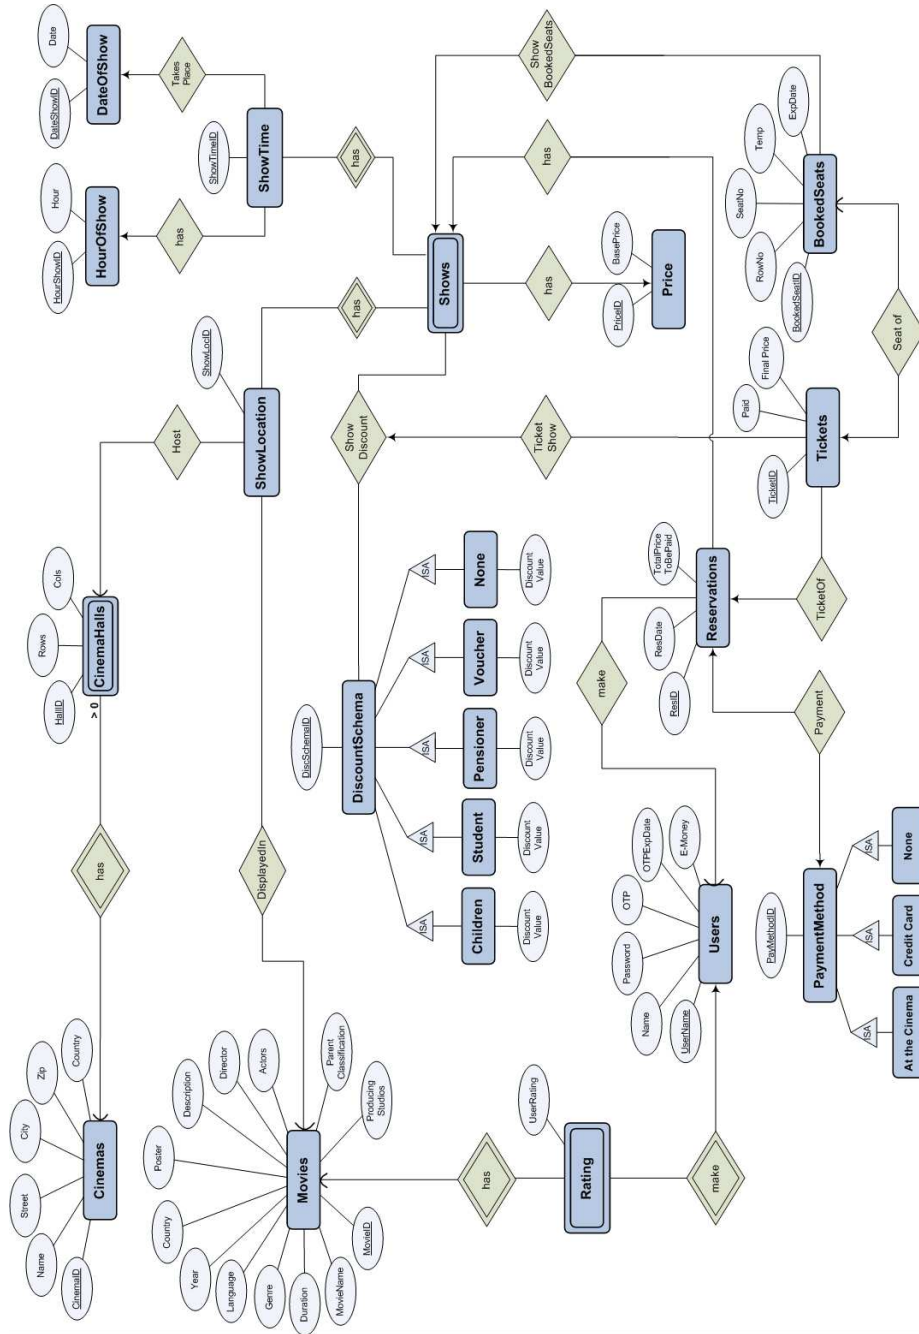 CinemaID
Name
Street
City
Zip
Country
Cinemas
has
> 0
HallID
Rows
Cols
CinemaHalls
Host
HourShowID
Hour
HourOfShow
has
DateShowID
Date
DateOfShow
Takes
Place
ShowTimeID
ShowTime
has
ShowLocID
ShowLocation
has
DisplayedIn
Poster
Country
Year
Language
Genre
Duration
MovieName
MovieID
Description
Director
Actors
Parent
Classification
Producing
Studios
Movies
has
UserRating
Rating
make
DiscSchemaID
DiscountSchema
ISA
ISA
ISA
ISA
ISA
Children
Student
Pensioner
Voucher
None
Discount
Value
Discount
Value
Discount
Value
Discount
Value
Discount
Value
Show
Discount
Shows
has
PriceID
BasePrice
Price
has
Show
BookedSeats
Ticket
Show
UserName
Name
Password
OTP
OTPExpDate
E-Money
Users
make
ResID
ResDate
TotalPrice
ToBePaid
Reservations
TicketID
Paid
Final Price
Tickets
TicketOf
BookedSeatID
RowNo
SeatNo
Temp
ExpDate
BookedSeats
Seat of
Payment
PayMethodID
PaymentMethod
ISA
ISA
ISA
At the Cinema
Credit Card
None